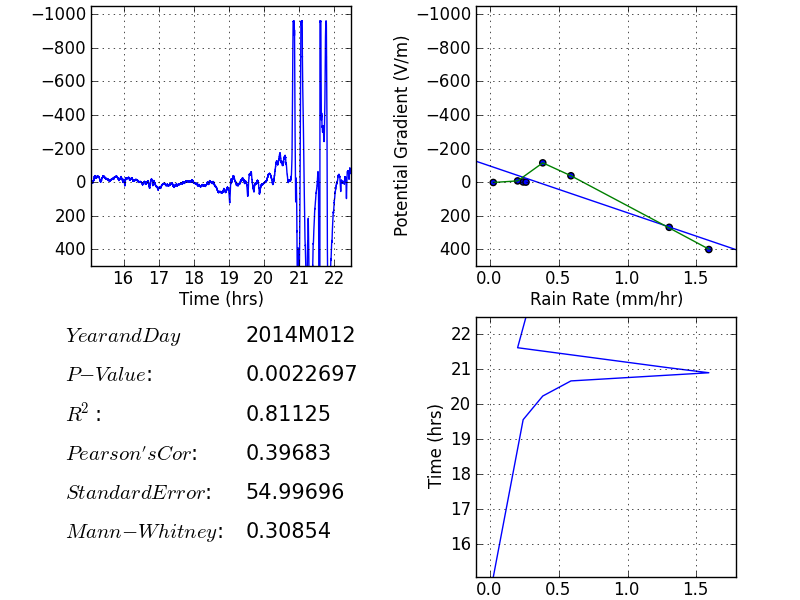 −1000
−800
−600
−400
−200
0
200
400
16 17 18 19 20 21 22
Time (hrs)
Potential Gradient (V/m)
−1000
−800
−600
−400
−200
0
200
400
0.0 0.5 1.0 1.5
Rain Rate (mm/hr)
YearandDay 2014M012
P−Value: 0.0022697
R²: 0.81125
Pearson'sCor: 0.39683
StandardError: 54.99696
Mann−Whitney: 0.30854
Time (hrs)
22
21
20
19
18
17
16
0.0 0.5 1.0 1.5